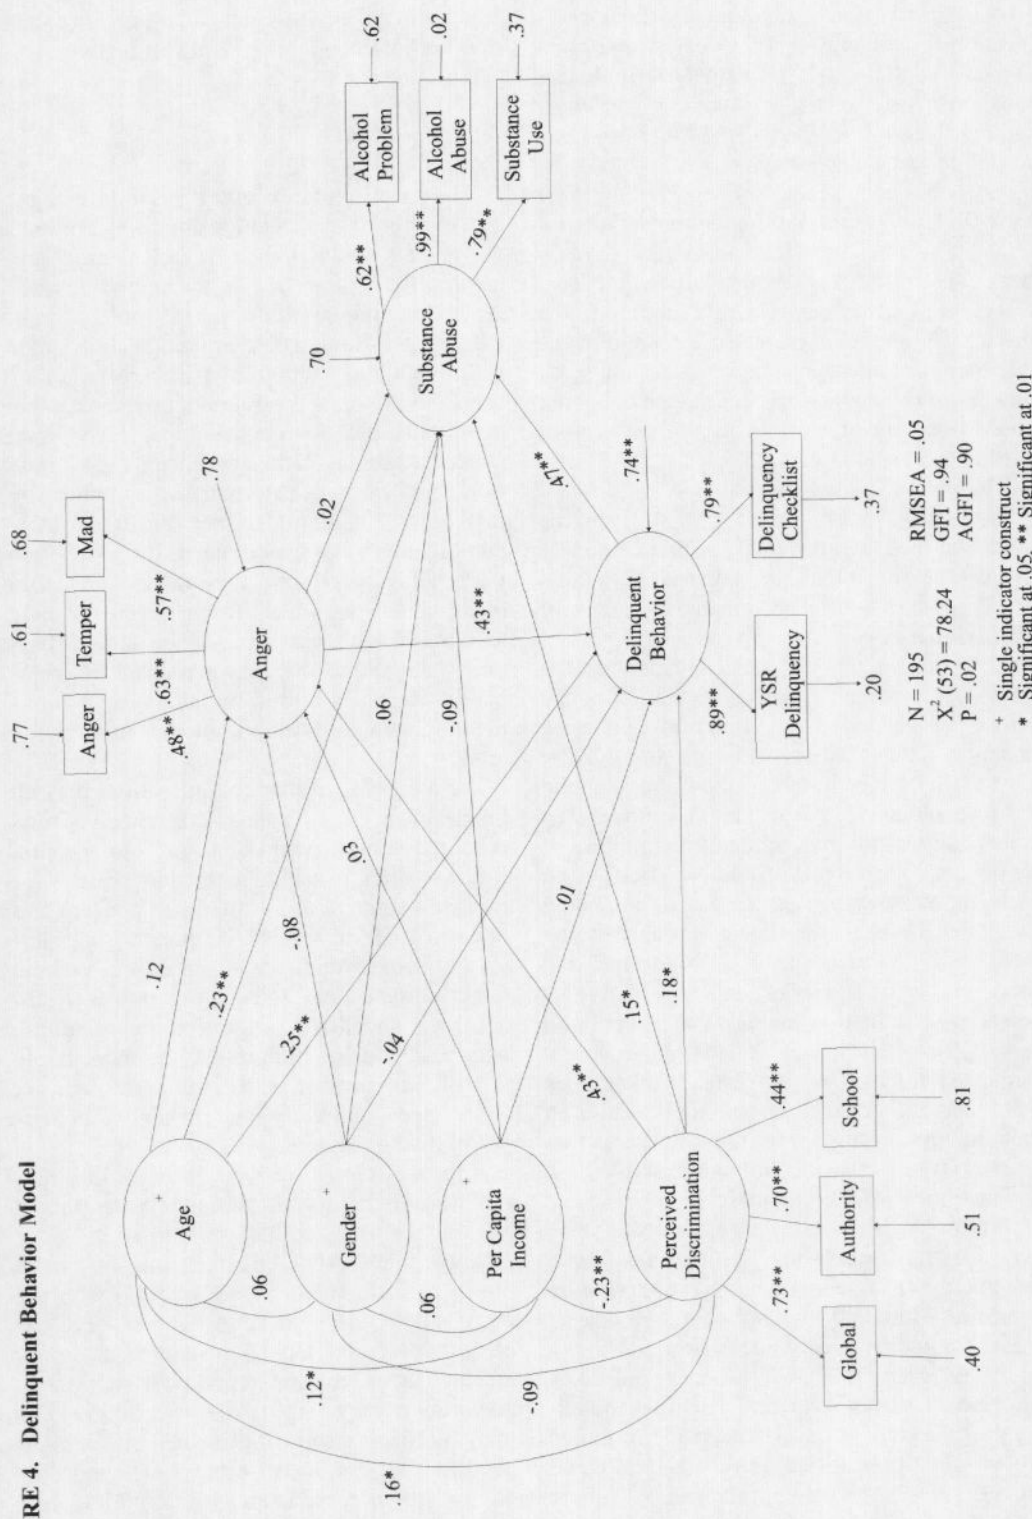 RE 4. Delinquent Behavior Model
.77
.61
.68
Anger
Temper
Mad
.48**
.63**
.57**
.78
Anger
.12
.23**
.25**
Age +
.06
Gender +
-.08
.06
-.04
.06
Per Capita
Income +
.03
-.09
.01
-.23**
Perceived
Discrimination
.43**
.15*
.18*
.12*
-.09
.16*
.73**
.70**
.44**
Global
Authority
School
.40
.51
.81
.02
.43**
.70
Substance
Abuse
.62**
.99**
.79**
Alcohol
Problem
.62
Alcohol
Abuse
.02
Substance
Use
.37
.47**
.74**
Delinquent
Behavior
.89**
.79**
YSR
Delinquency
Delinquency
Checklist
.20
.37
N = 195
X² (53) = 78.24
P = .02
RMSEA = .05
GFI = .94
AGFI = .90
+ Single indicator construct
* Significant at .05, ** Significant at .01